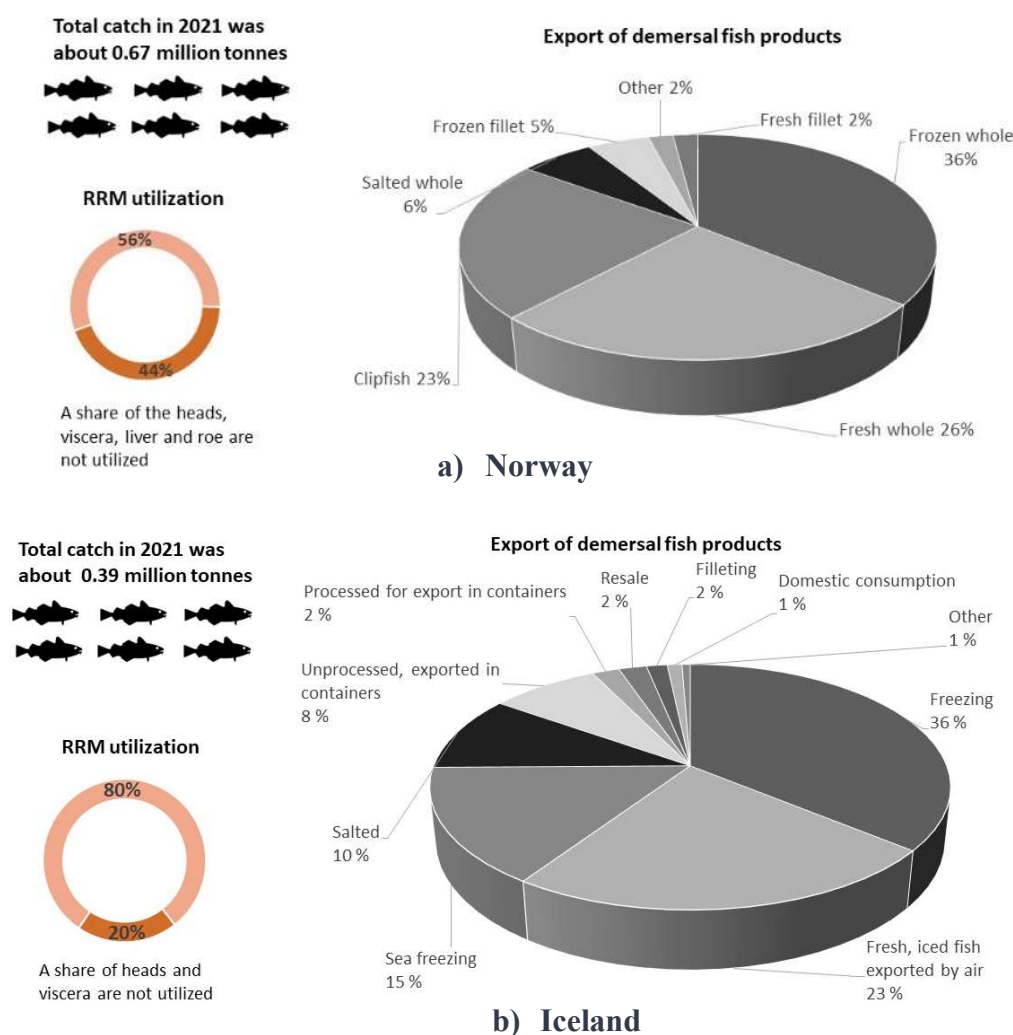 Total catch in 2021 was
about 0.67 million tonnes
RRM utilization
56%
44%
A share of the heads,
viscera, liver and roe are
not utilized
Export of demersal fish products
Other 2%
Fresh fillet 2%
Frozen fillet 5%
Frozen whole
36%
Salted whole
6%
Clipfish 23%
Fresh whole 26%
a) Norway
Total catch in 2021 was
about 0.39 million tonnes
RRM utilization
80%
20%
A share of heads and
viscera are not utilized
Export of demersal fish products
Processed for export in containers
2 %
Resale
2 %
Filleting
2 %
Domestic consumption
1 %
Other
1 %
Unprocessed, exported in
containers
8 %
Freezing
36 %
Salted
10 %
Sea freezing
15 %
Fresh, iced fish
exported by air
23 %
b) Iceland